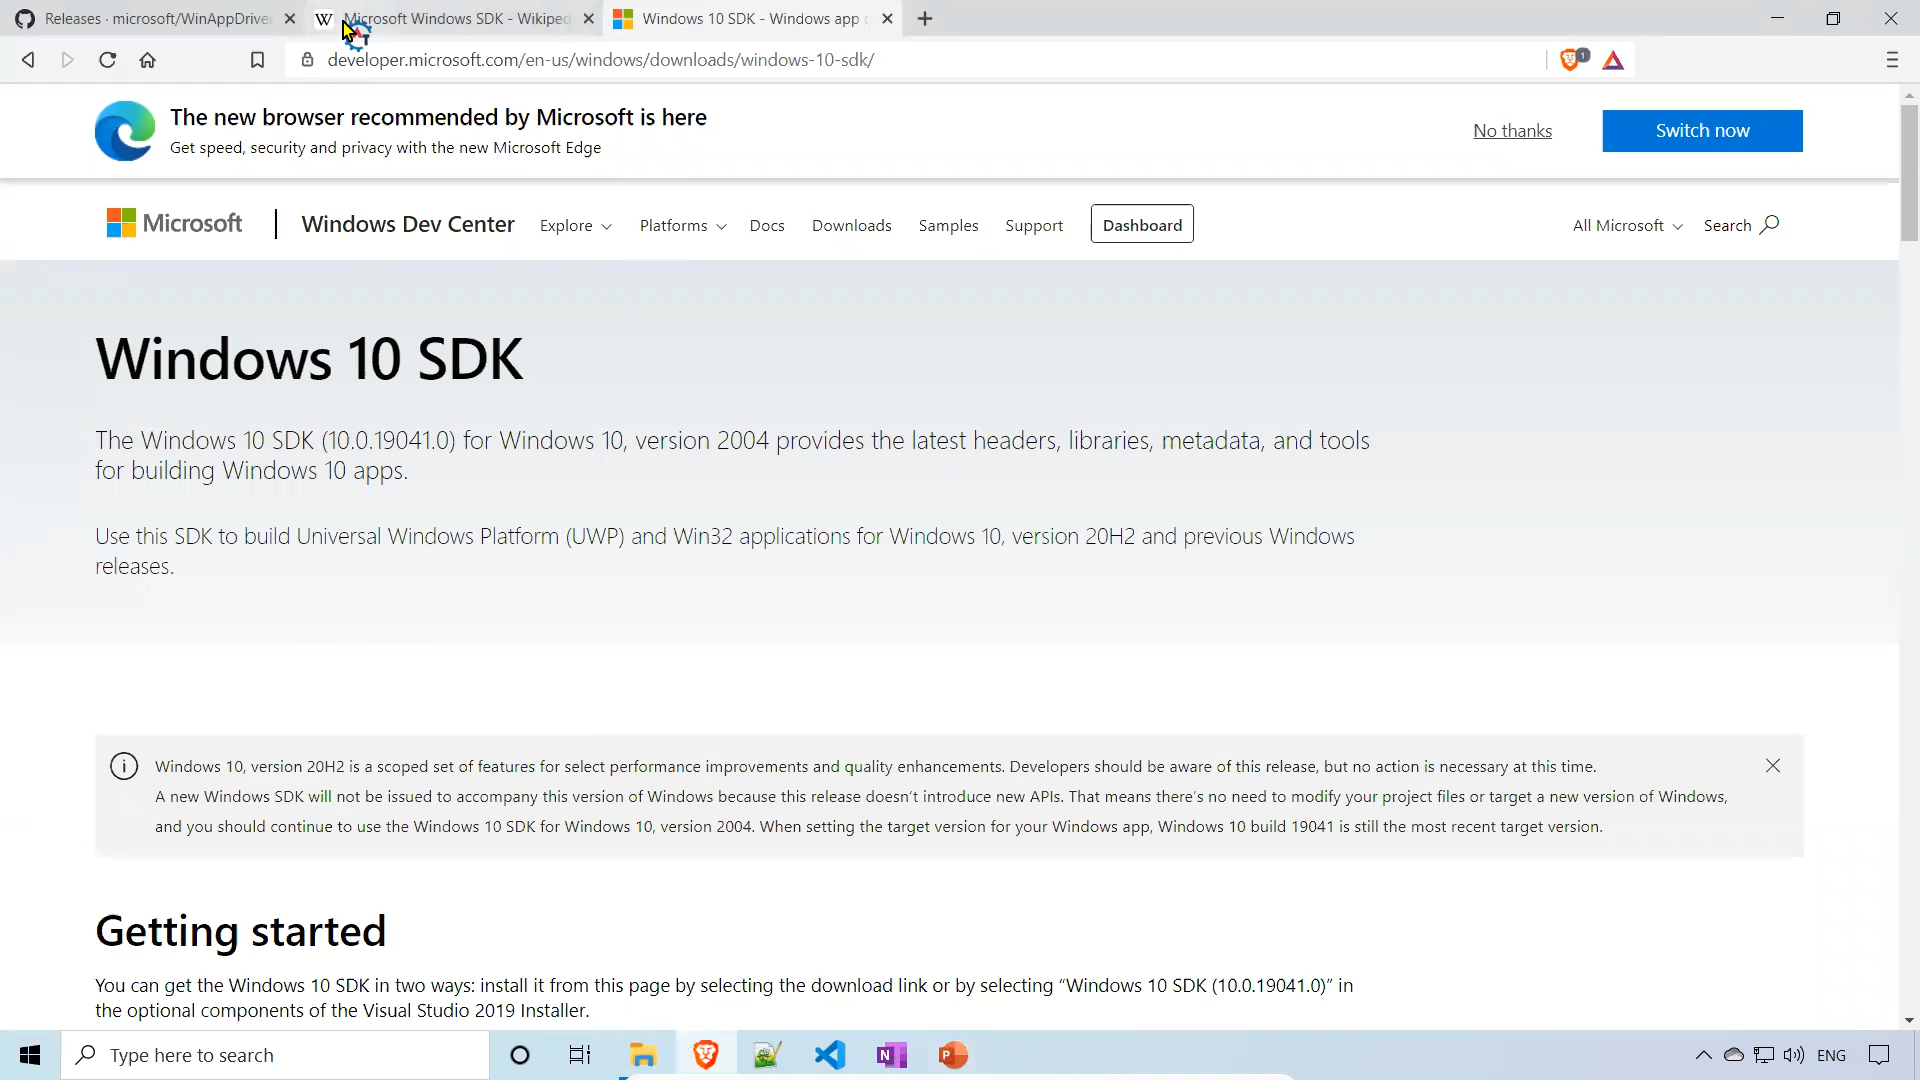 Releases · microsoft/WinAppDrive
Microsoft Windows SDK - Wikiped
Windows 10 SDK - Windows app
developer.microsoft.com/en-us/windows/downloads/windows-10-sdk/
1
The new browser recommended by Microsoft is here
Get speed, security and privacy with the new Microsoft Edge
No thanks
Switch now
Microsoft
Windows Dev Center
Explore
Platforms
Docs
Downloads
Samples
Support
Dashboard
All Microsoft
Search
Windows 10 SDK
The Windows 10 SDK (10.0.19041.0) for Windows 10, version 2004 provides the latest headers, libraries, metadata, and tools
for building Windows 10 apps.
Use this SDK to build Universal Windows Platform (UWP) and Win32 applications for Windows 10, version 20H2 and previous Windows
releases.
Windows 10, version 20H2 is a scoped set of features for select performance improvements and quality enhancements. Developers should be aware of this release, but no action is necessary at this time.
A new Windows SDK will not be issued to accompany this version of Windows because this release doesn't introduce new APIs. That means there's no need to modify your project files or target a new version of Windows,
and you should continue to use the Windows 10 SDK for Windows 10, version 2004. When setting the target version for your Windows app, Windows 10 build 19041 is still the most recent target version.
Getting started
You can get the Windows 10 SDK in two ways: install it from this page by selecting the download link or by selecting “Windows 10 SDK (10.0.19041.0)” in
the optional components of the Visual Studio 2019 Installer.
Type here to search
ENG